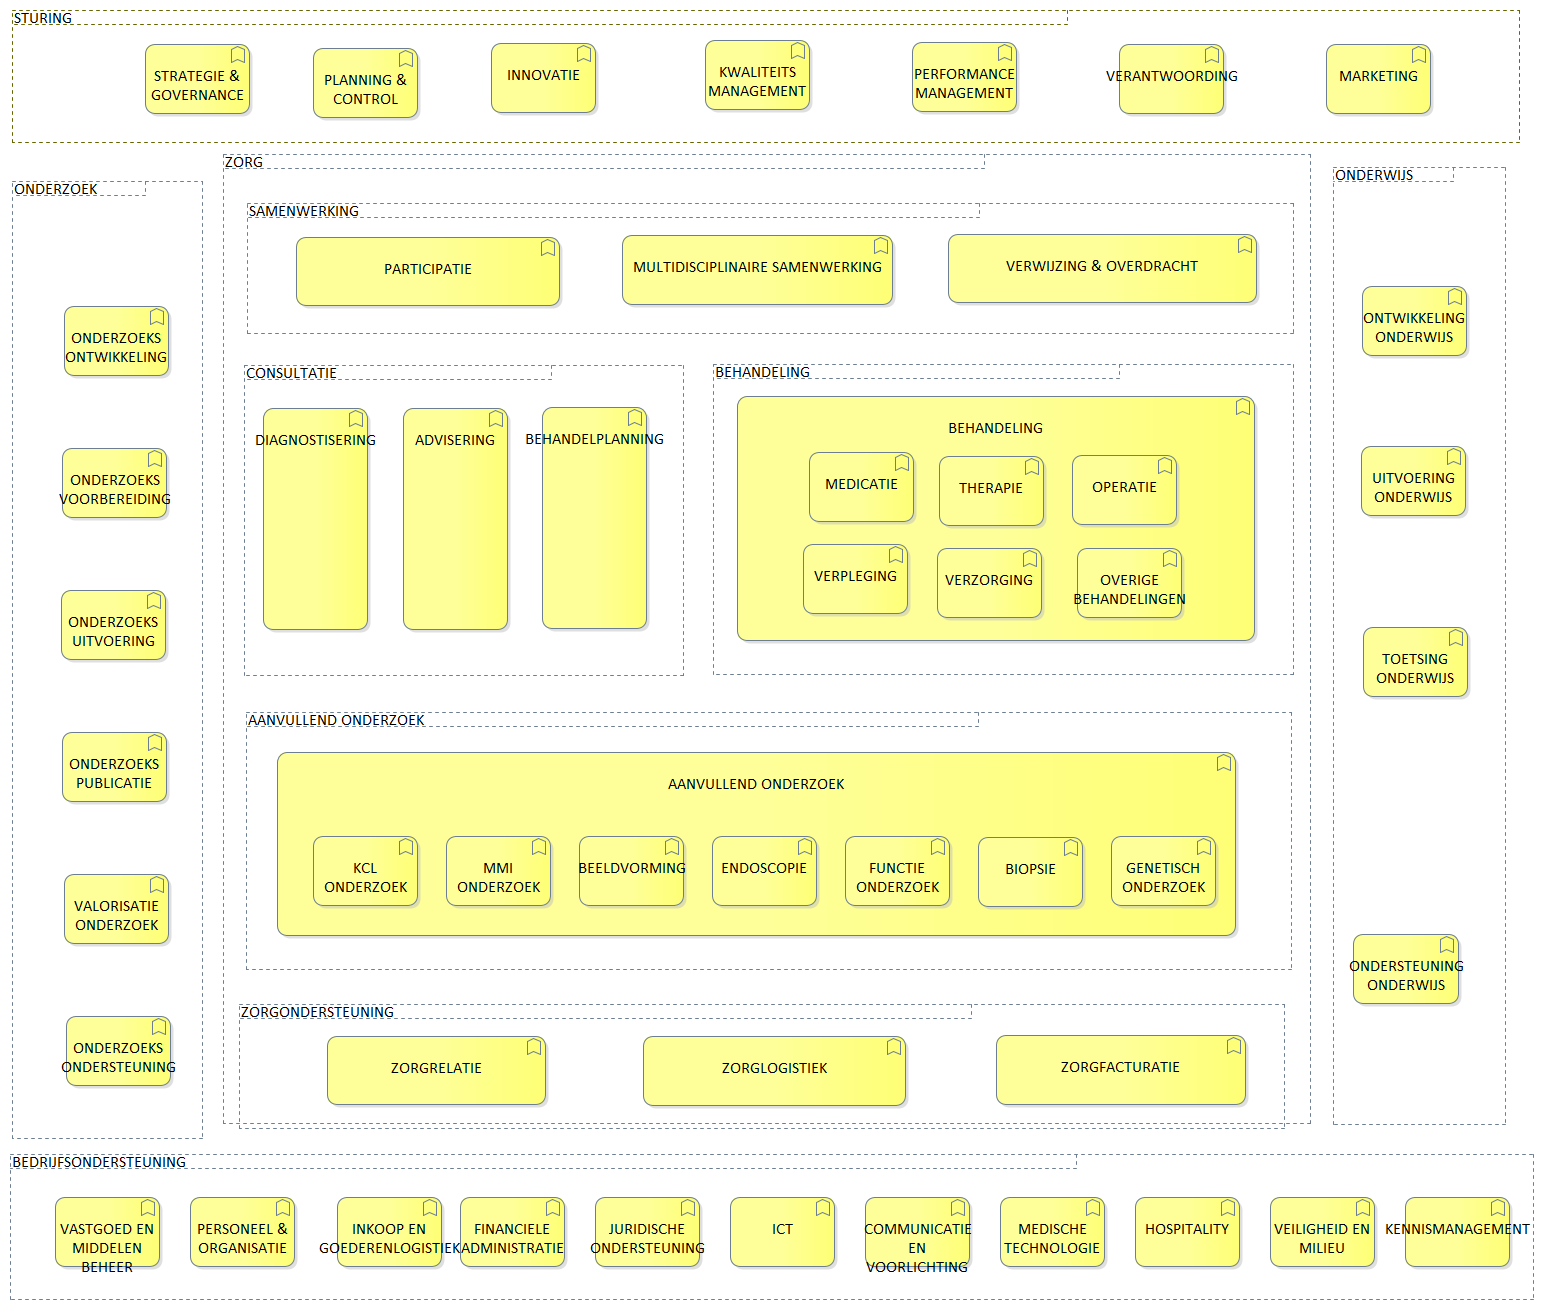 STURING
STRATEGIE &
GOVERNANCE
PLANNING &
CONTROL
INNOVATIE
KWALITEITS
MANAGEMENT
PERFORMANCE
MANAGEMENT
VERANTWOORDING
MARKETING
ONDERZOEK
ONDERZOEKS
ONTWIKKELING
ONDERZOEKS
VOORBEREIDING
ONDERZOEKS
UITVOERING
ONDERZOEKS
PUBLICATIE
VALORISATIE
ONDERZOEK
ONDERZOEKS
ONDERSTEUNING
ZORG
SAMENWERKING
PARTICIPATIE
MULTIDISCIPLINAIRE SAMENWERKING
VERWIJZING & OVERDRACHT
CONSULTATIE
DIAGNOSTISERING
ADVISERING
BEHANDELPLANNING
BEHANDELING
BEHANDELING
MEDICATIE
THERAPIE
OPERATIE
VERPLEGING
VERZORGING
OVERIGE
BEHANDELINGEN
AANVULLEND ONDERZOEK
AANVULLEND ONDERZOEK
KCL
ONDERZOEK
MMI
ONDERZOEK
BEELDVORMING
ENDOSCOPIE
FUNCTIE
ONDERZOEK
BIOPSIE
GENETISCH
ONDERZOEK
ZORGONDERSTEUNING
ZORGRELATIE
ZORGLOGISTIEK
ZORGFACTURATIE
ONDERWIJS
ONTWIKKELING
ONDERWIJS
UITVOERING
ONDERWIJS
TOETSING
ONDERWIJS
ONDERSTEUNING
ONDERWIJS
BEDRIJFSONDERSTEUNING
VASTGOED EN
MIDDELEN
BEHEER
PERSONEEL &
ORGANISATIE
INKOOP EN
GOEDERENLOGISTIEK
FINANCIELE
ADMINISTRATIE
JURIDISCHE
ONDERSTEUNING
ICT
COMMUNICATIE
EN
VOORLICHTING
MEDISCHE
TECHNOLOGIE
HOSPITALITY
VEILIGHEID EN
MILIEU
KENNISMANAGEMENT